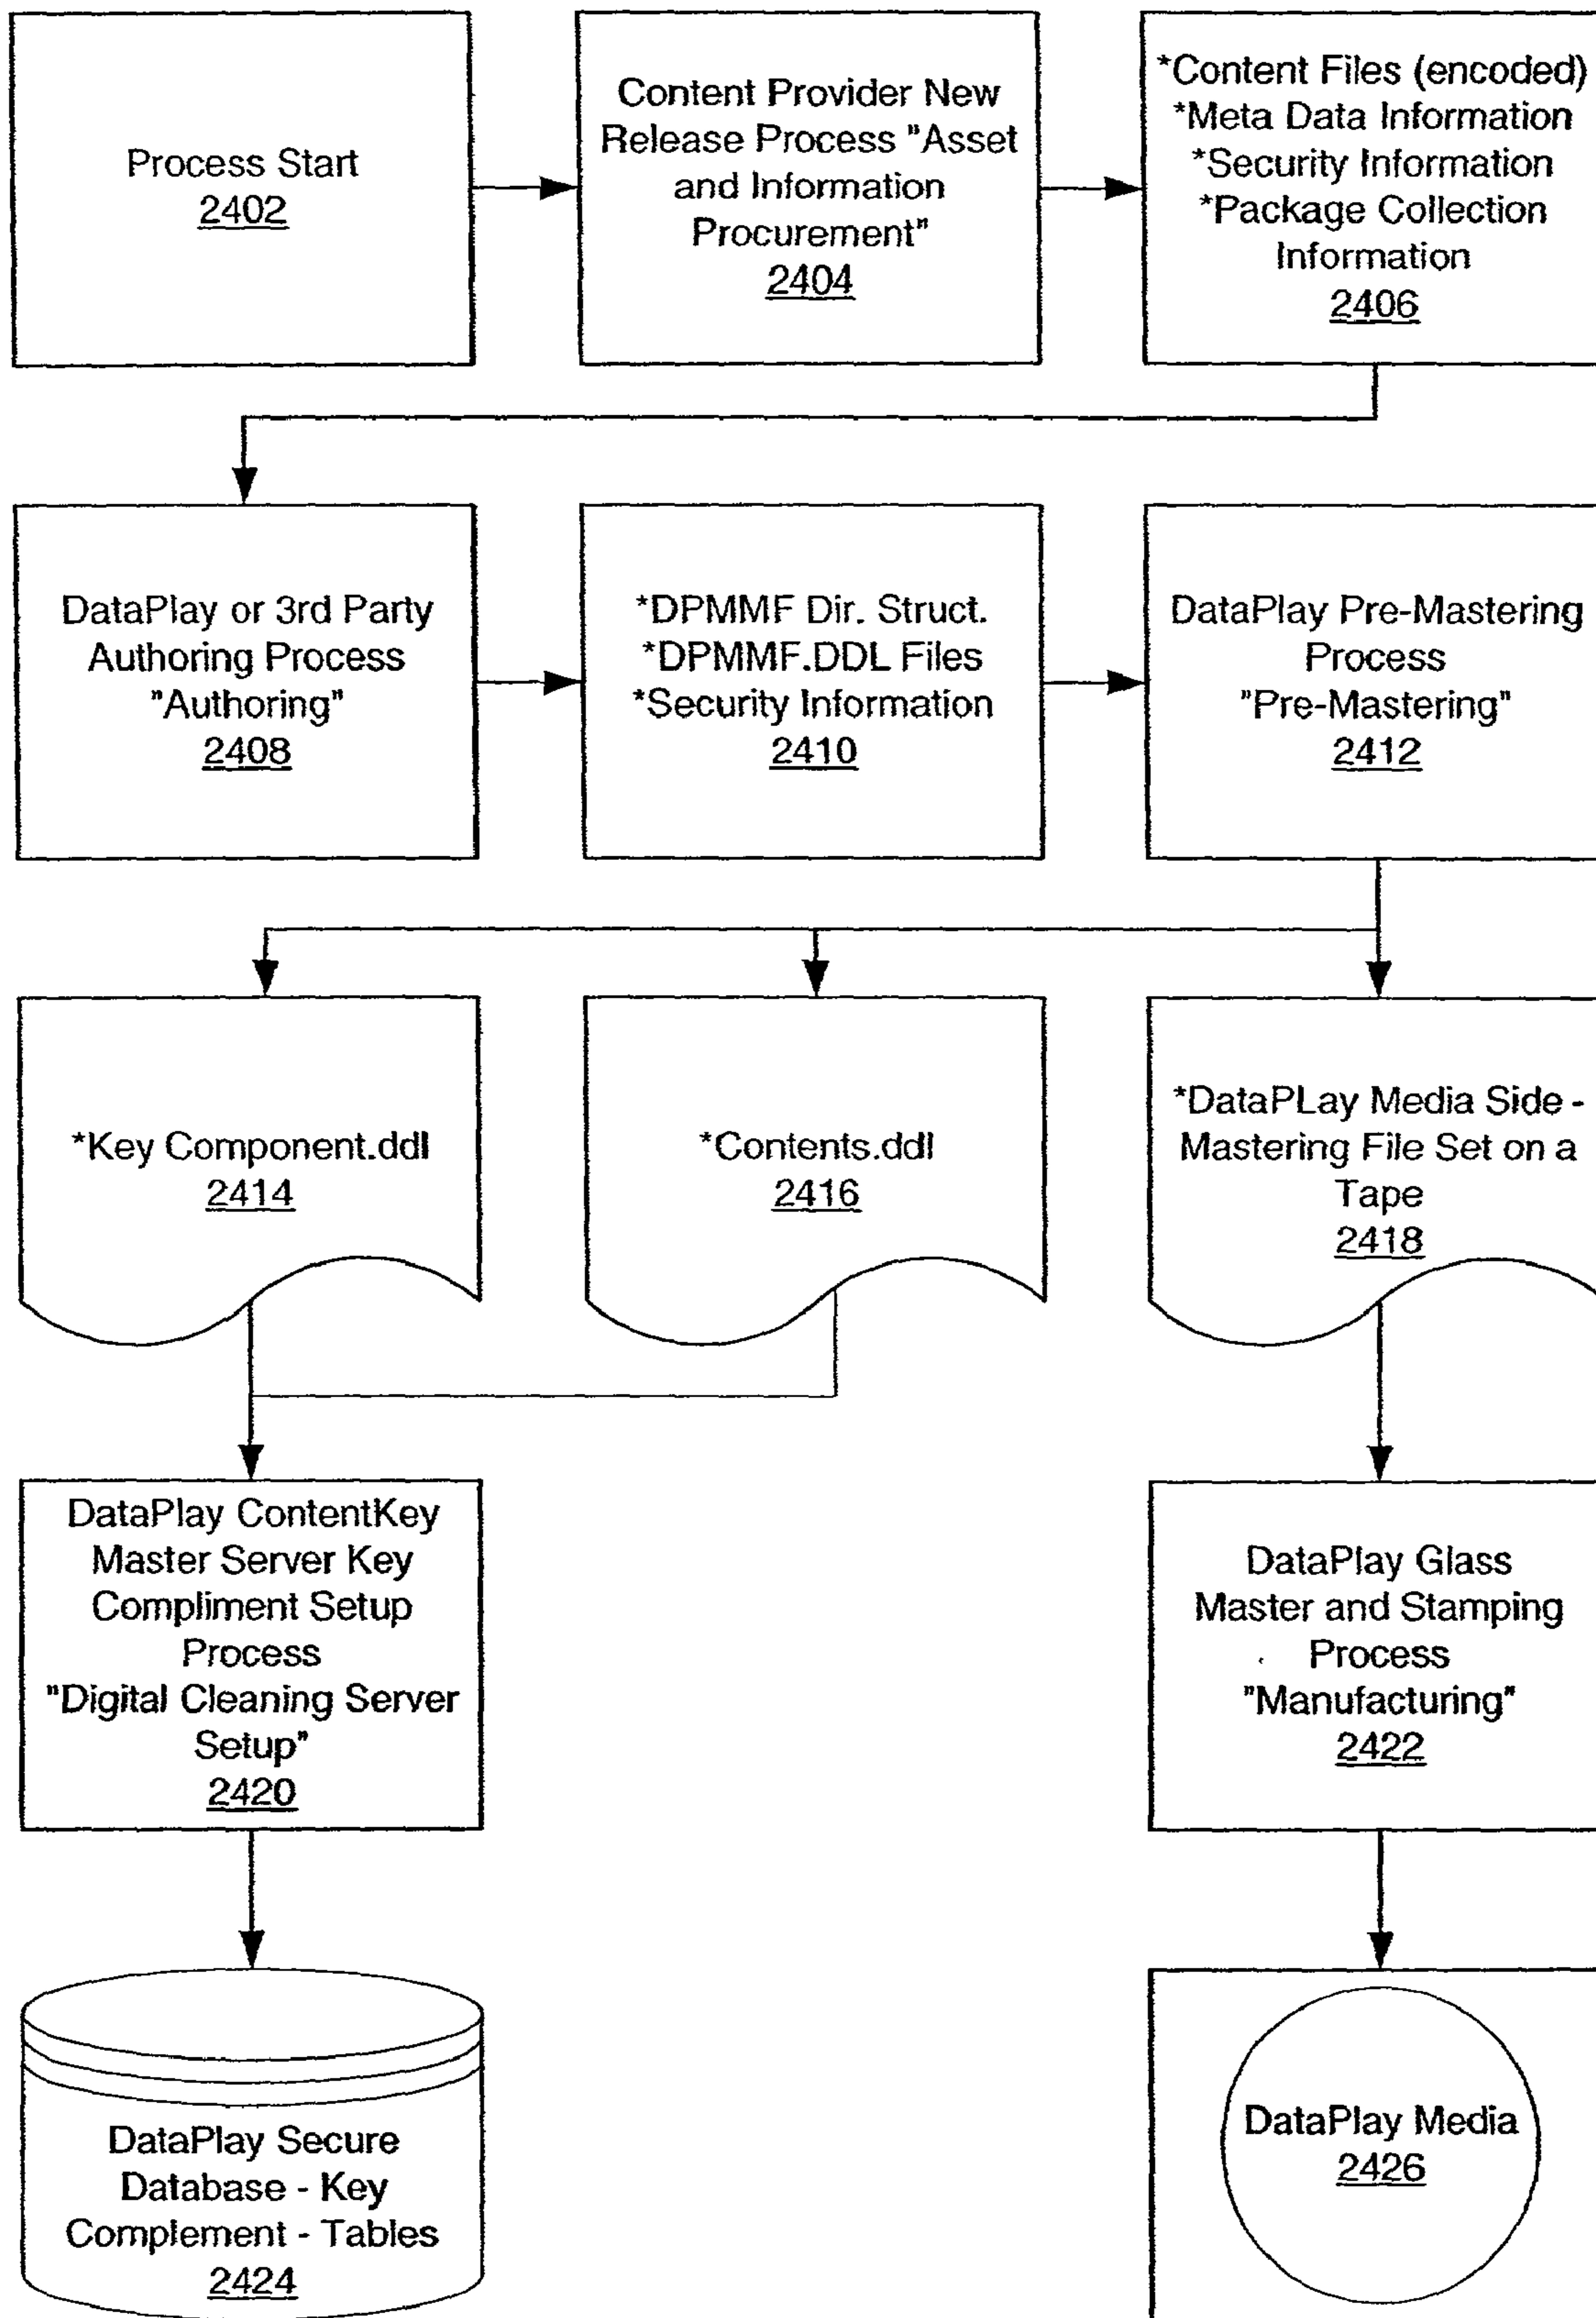 Process Start
2402
Content Provider New
Release Process "Asset
and Information
Procurement"
2404
*Content Files (encoded)
*Meta Data Information
*Security Information
*Package Collection
Information
2406
DataPlay or 3rd Party
Authoring Process
"Authoring"
2408
*DPMMF Dir. Struct.
*DPMMF.DDL Files
*Security Information
2410
DataPlay Pre-Mastering
Process
"Pre-Mastering"
2412
*Key Component.ddl
2414
*Contents.ddl
2416
*DataPLay Media Side -
Mastering File Set on a
Tape
2418
DataPlay ContentKey
Master Server Key
Compliment Setup
Process
"Digital Cleaning Server
Setup"
2420
DataPlay Glass
Master and Stamping
Process
"Manufacturing"
2422
DataPlay Secure
Database - Key
Complement - Tables
2424
DataPlay Media
2426